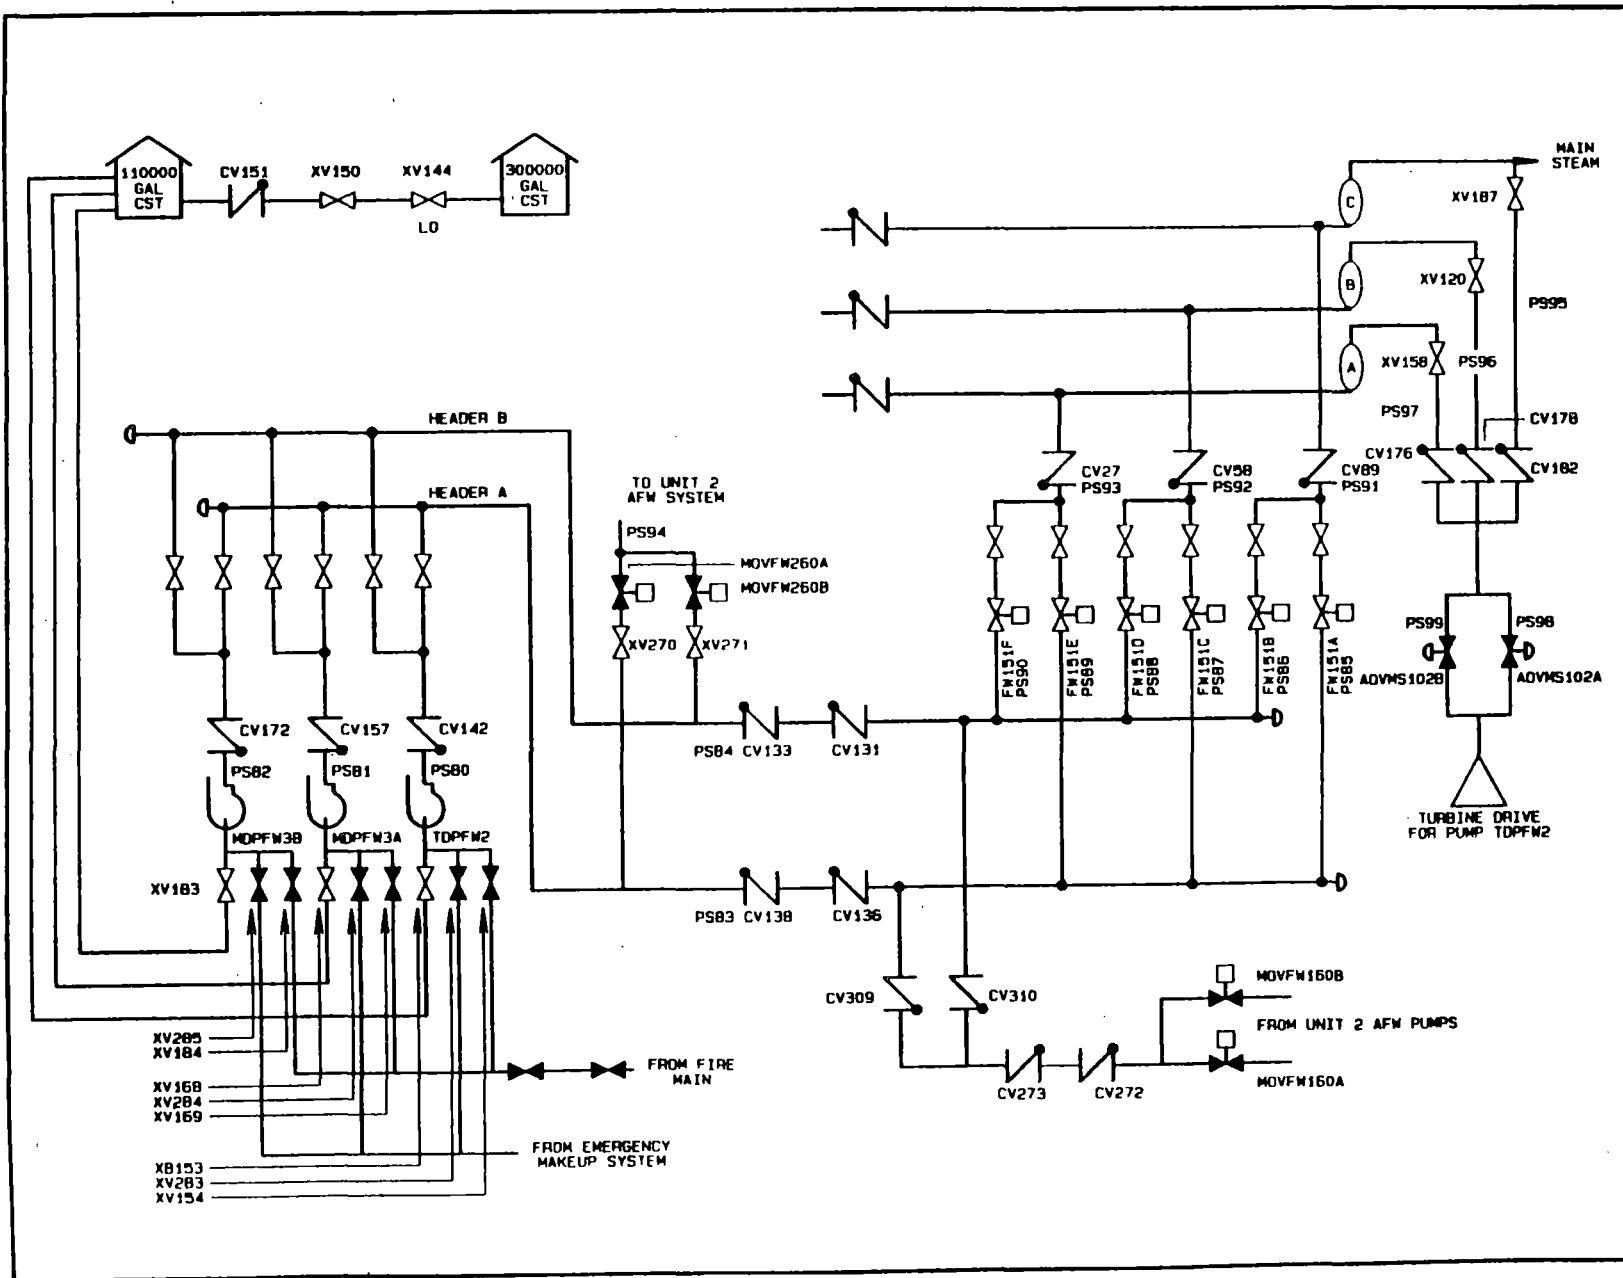 110000
GAL
CST
CV151
XV150
XV144
LO
300000
GAL
CST
MAIN
STEAM
XV187
C
B
XV120
PS95
A
XV158
PS96
PS97
CV178
CV176
CV182
HEADER B
HEADER A
TO UNIT 2
AFW SYSTEM
PS94
MOVFW260A
MOVFW260B
XV270
XV271
CV27
PS93
CV58
PS92
CV89
PS91
FW151F
PS90
FW151E
PS89
FW151D
PS88
FW151C
PS87
FW151B
PS86
FW151A
PS85
PS99
PS98
AOVMS102B
AOVMS102A
TURBINE DRIVE
FOR PUMP TDPFW2
CV172
CV157
CV142
PS82
PS81
PS80
PS84 CV133
CV131
MDPFW3B
MDPFW3A
TDPFW2
XV183
PS83 CV138
CV136
CV309
CV310
MOVFW160B
FROM UNIT 2 AFW PUMPS
MOVFW160A
CV273
CV272
XV285
XV184
XV168
XV284
XV169
FROM FIRE
MAIN
FROM EMERGENCY
MAKEUP SYSTEM
XB153
XV283
XV154